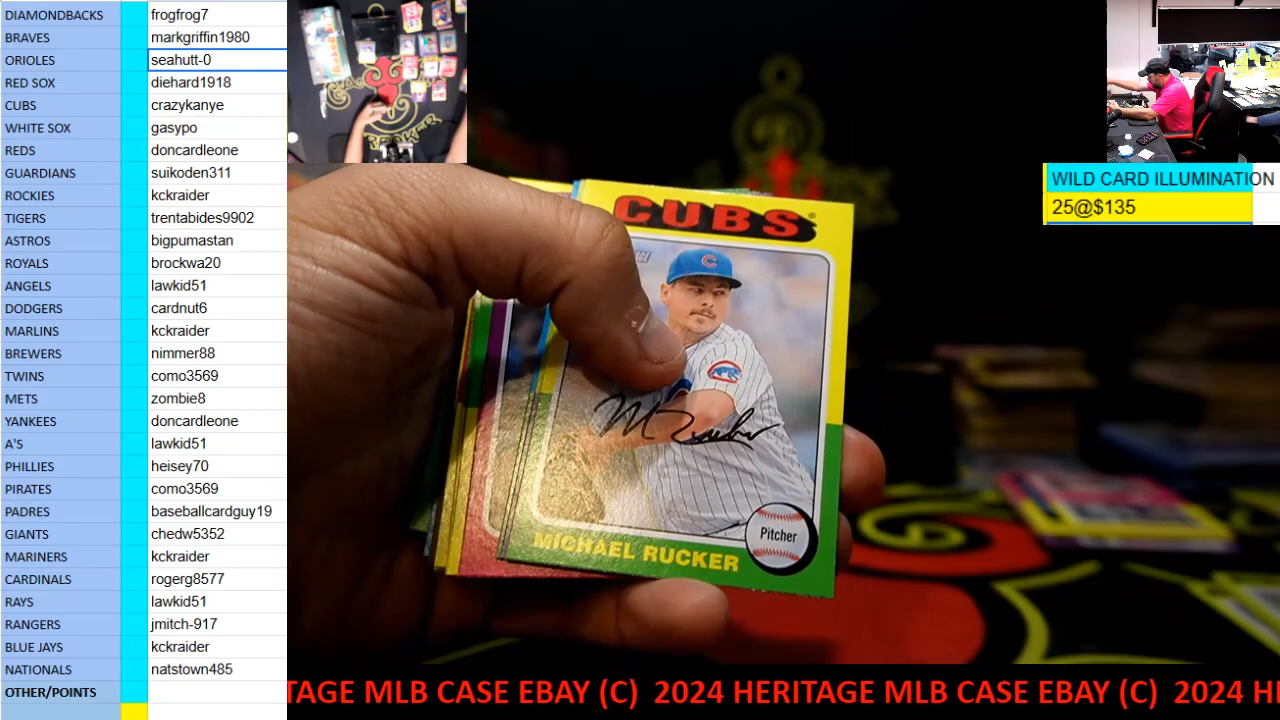 DIAMONDBACKS frogfrog7
BRAVES markgriffin1980
ORIOLES seahutt-0
RED SOX diehard1918
CUBS crazykanye
WHITE SOX gasypo
REDS doncardleone
GUARDIANS suikoden311
ROCKIES kckraider
TIGERS trentabides9902
ASTROS bigpumastan
ROYALS brockwa20
ANGELS lawkid51
DODGERS cardnut6
MARLINS kckraider
BREWERS nimmer88
TWINS como3569
METS zombie8
YANKEES doncardleone
A'S lawkid51
PHILLIES heisey70
PIRATES como3569
PADRES baseballcardguy19
GIANTS chedw5352
MARINERS kckraider
CARDINALS rogerg8577
RAYS lawkid51
RANGERS jmitch-917
BLUE JAYS kckraider
NATIONALS natstown485
OTHER/POINTS
WILD CARD ILLUMINATION
25@$135
CUBS
C
M Rucker
Pitcher
MICHAEL RUCKER
TAGE MLB CASE EBAY (C) 2024 HERITAGE MLB CASE EBAY (C) 2024 H